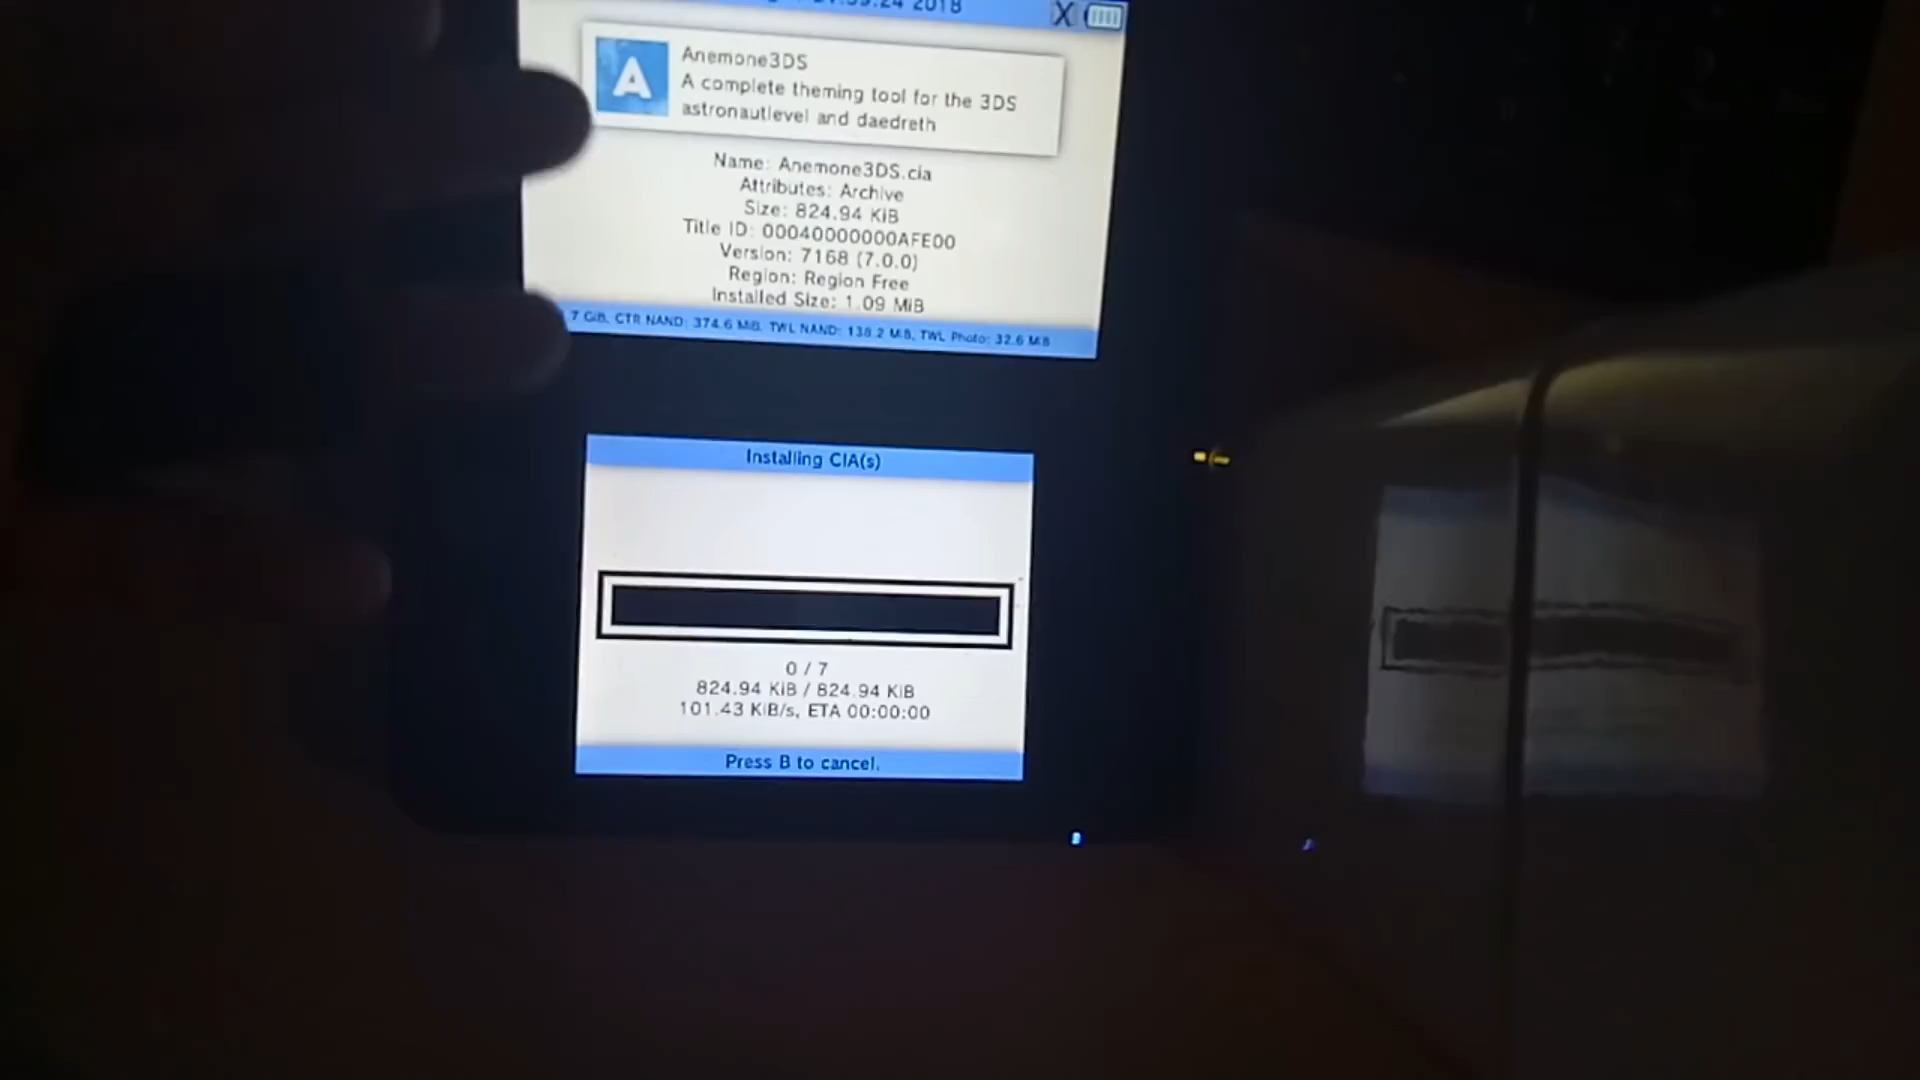 2018
X
A
Anemone3DS
A complete theming tool for the 3DS
astronautlevel and daedreth
Name: Anemone3DS.cia
Attributes: Archive
Size: 824.94 KiB
Title ID: 00040000000AFE00
Version: 7168 (7.0.0)
Region: Region Free
Installed Size: 1.09 MiB
7 GiB, CTR NAND: 374.6 MiB, TWL NAND: 138.2 MiB, TWL Photo: 32.6 MiB
Installing CIA(s)
0 / 7
824.94 KiB / 824.94 KiB
101.43 KiB/s, ETA 00:00:00
Press B to cancel.